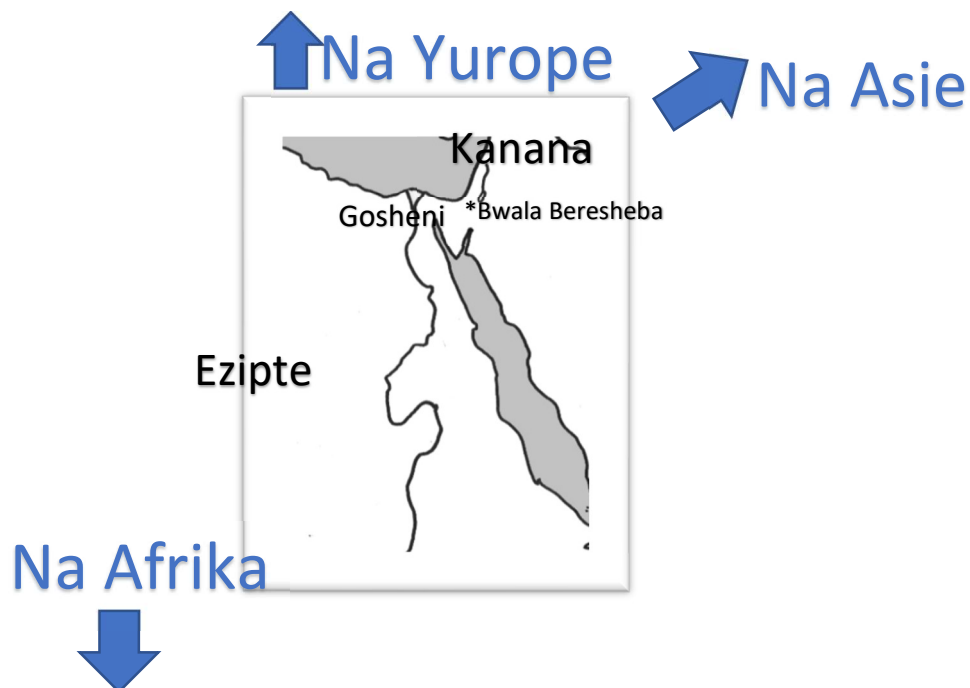 Na Yurope
Na Asie
Kanana
Gosheni
*Bwala Beresheba
Ezipte
Na Afrika